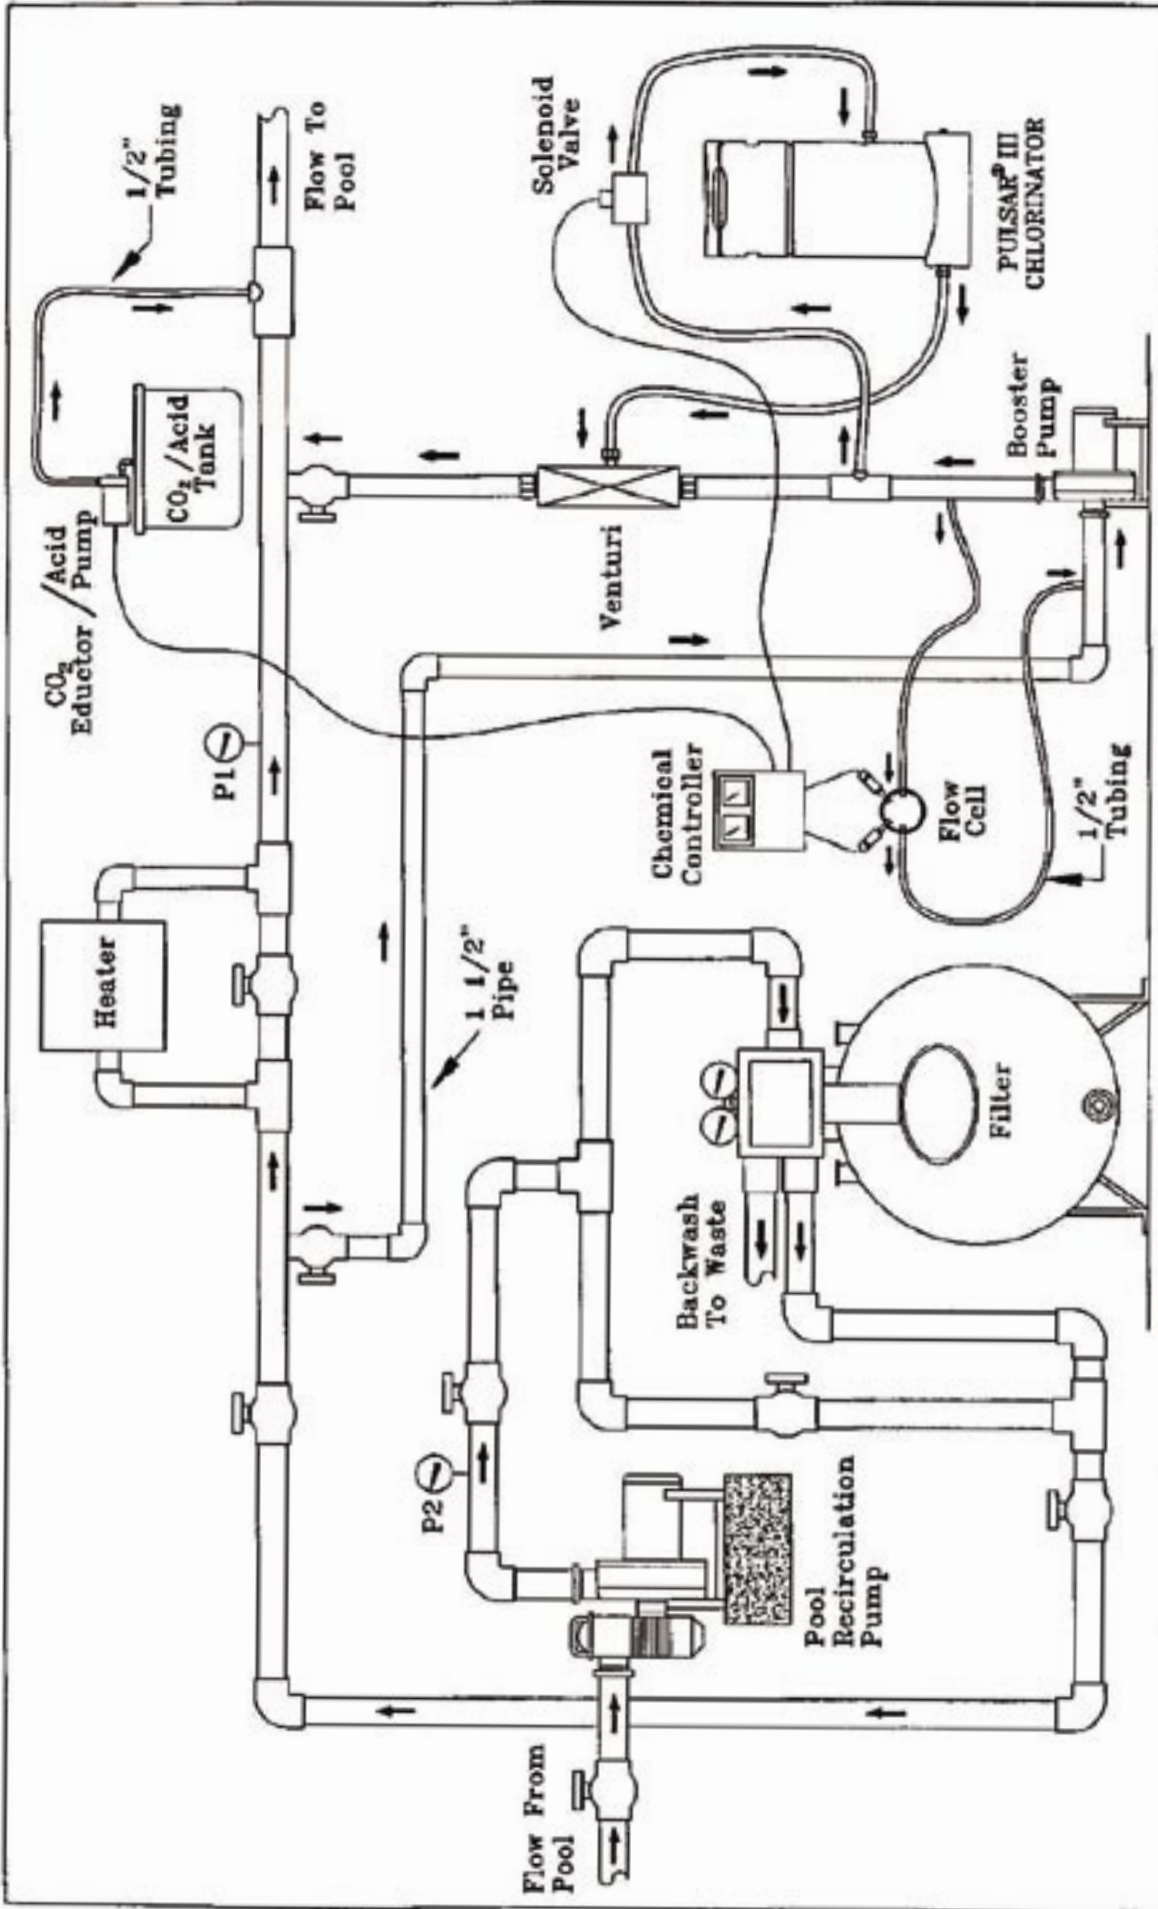 1/2"
Tubing
Flow To
Pool
CO2/Acid
Tank
CO2/Acid
Eductor/Pump
P1
Heater
Solenoid
Valve
PULSAR® III
CHLORINATOR
Venturi
Booster
Pump
Chemical
Controller
Flow
Cell
1/2"
Tubing
1 1/2"
Pipe
Filter
Backwash
To Waste
P2
Pool
Recirculation
Pump
Flow From
Pool